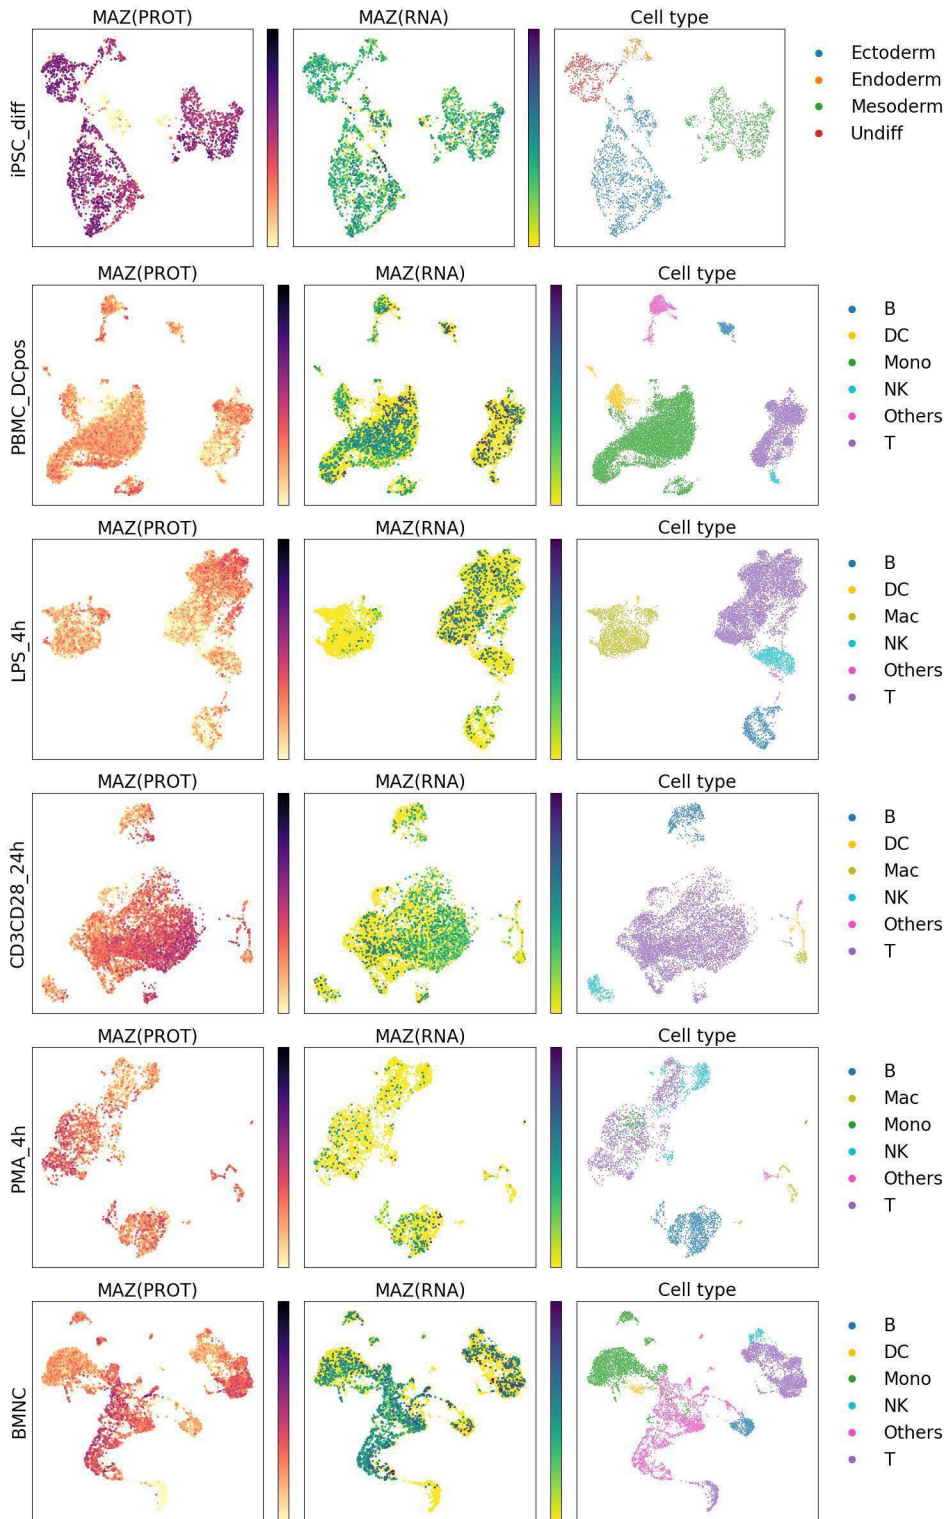 MAZ(PROT) MAZ(RNA) Cell type
iPSC_diff
Ectoderm
Endoderm
Mesoderm
Undiff
MAZ(PROT) MAZ(RNA) Cell type
PBMC_DCpos
B
DC
Mono
NK
Others
T
MAZ(PROT) MAZ(RNA) Cell type
LPS_4h
B
DC
Mac
NK
Others
T
MAZ(PROT) MAZ(RNA) Cell type
CD3CD28_24h
B
DC
Mac
NK
Others
T
MAZ(PROT) MAZ(RNA) Cell type
PMA_4h
B
Mac
Mono
NK
Others
T
MAZ(PROT) MAZ(RNA) Cell type
BMNC
B
DC
Mono
NK
Others
T